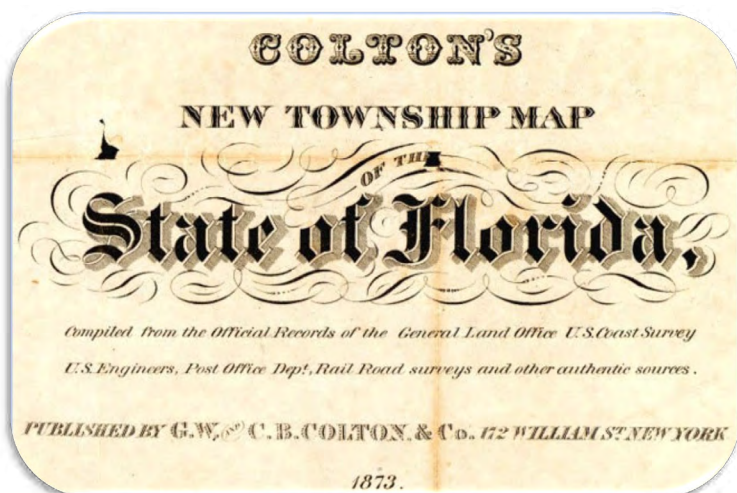 COLTON'S
NEW TOWNSHIP MAP
OF THE
State of Florida,
Compiled from the Official Records of the General Land Office U.S. Coast Survey
U.S. Engineers, Post Office Dept., Rail Road surveys and other authentic sources.
PUBLISHED BY G.W. & C.B. COLTON, & Co. 172 WILLIAM ST. NEW YORK
1873.